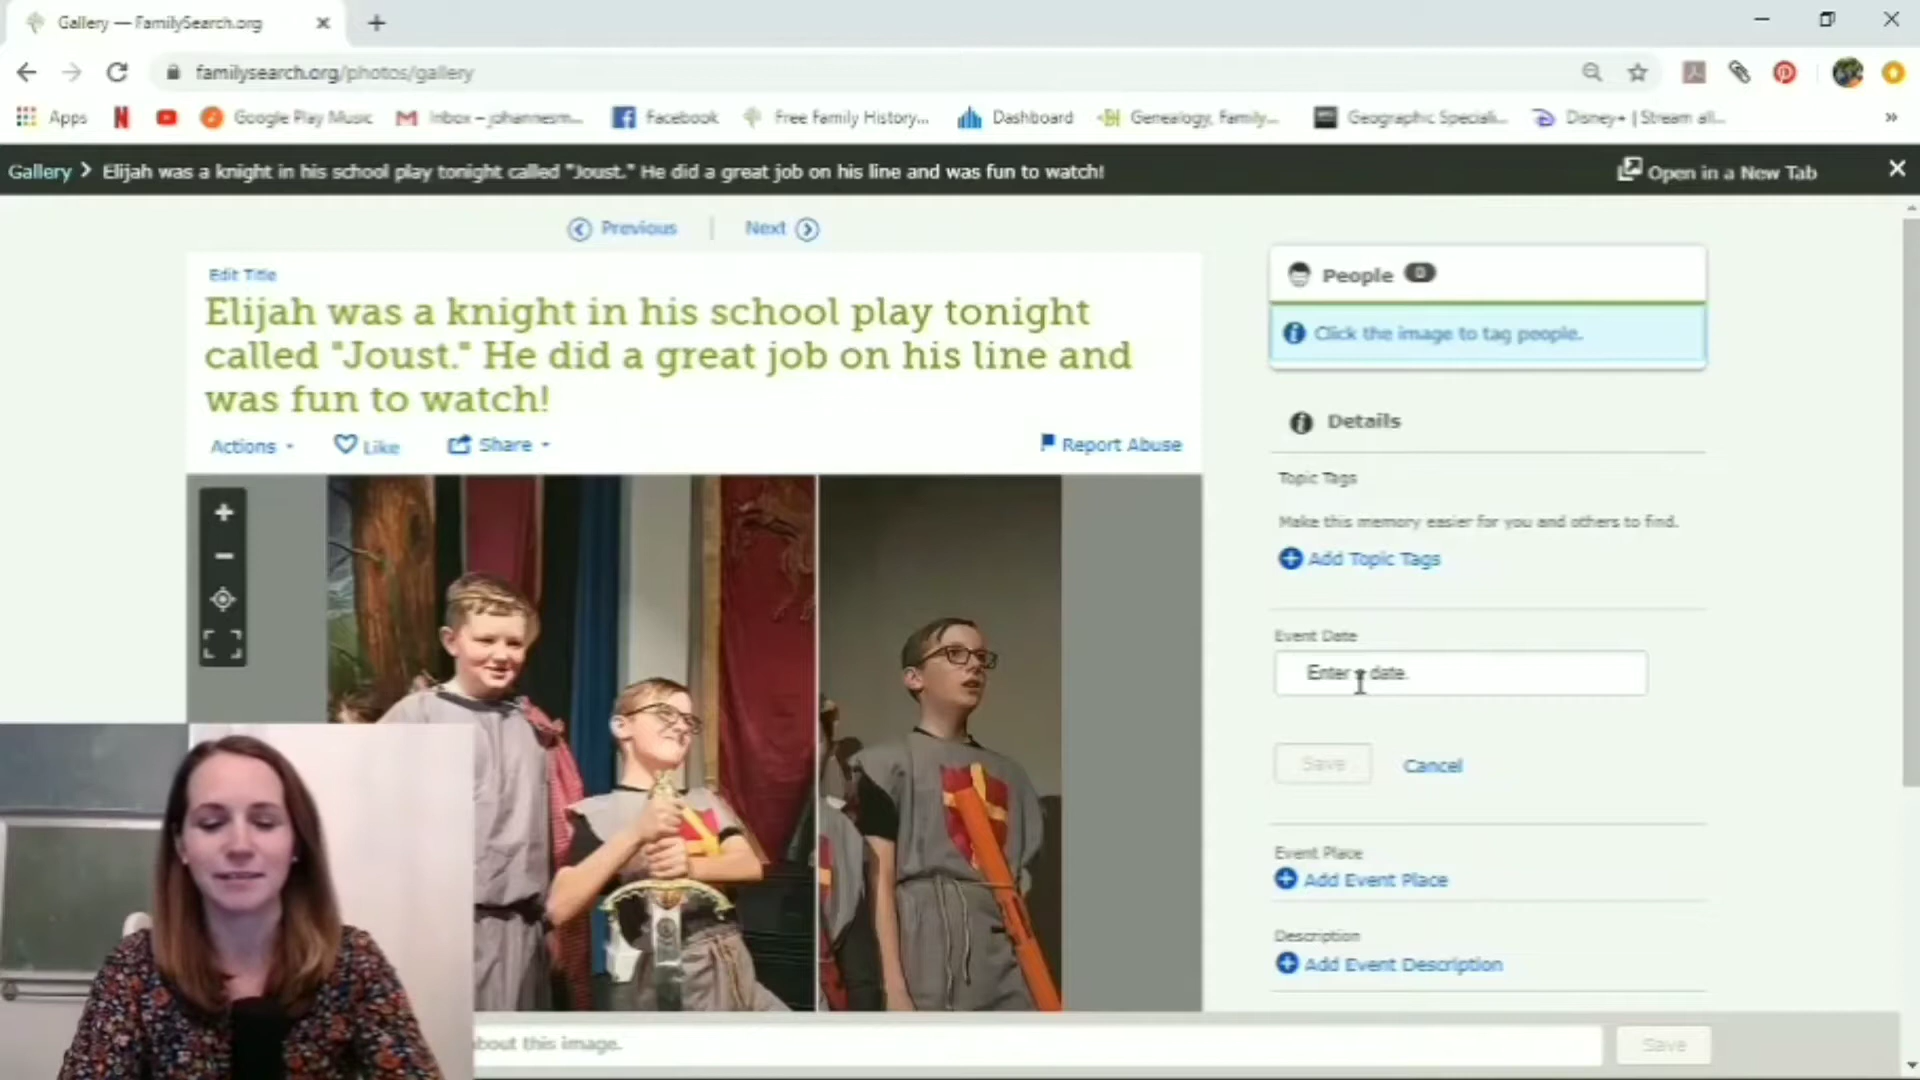 Gallery — FamilySearch.org
familysearch.org/photos/gallery
Apps
Google Play Music
Inbox – johannesm...
Facebook
Free Family History...
Dashboard
Genealogy, Family...
Geographic Speciali...
Disney+ | Stream all...
»
Gallery > Elijah was a knight in his school play tonight called "Joust." He did a great job on his line and was fun to watch!
Open in a New Tab
Previous | Next
Edit Title
Elijah was a knight in his school play tonight
called "Joust." He did a great job on his line and
was fun to watch!
Actions
Like
Share
Report Abuse
People 0
Click the image to tag people.
Details
Topic Tags
Make this memory easier for you and others to find.
Add Topic Tags
Event Date
Enter a date.
Save
Cancel
Event Place
Add Event Place
Description
Add Event Description
about this image.
Save